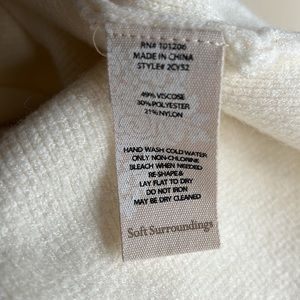 RN# 101206
MADE IN CHINA
STYLE# 2CY52
49% VISCOSE
30% POLYESTER
21% NYLON
HAND WASH COLD WATER
ONLY NON-CHLORINE
BLEACH WHEN NEEDED
RE-SHAPE &
LAY FLAT TO DRY
DO NOT IRON
MAY BE DRY CLEANED
Soft Surroundings